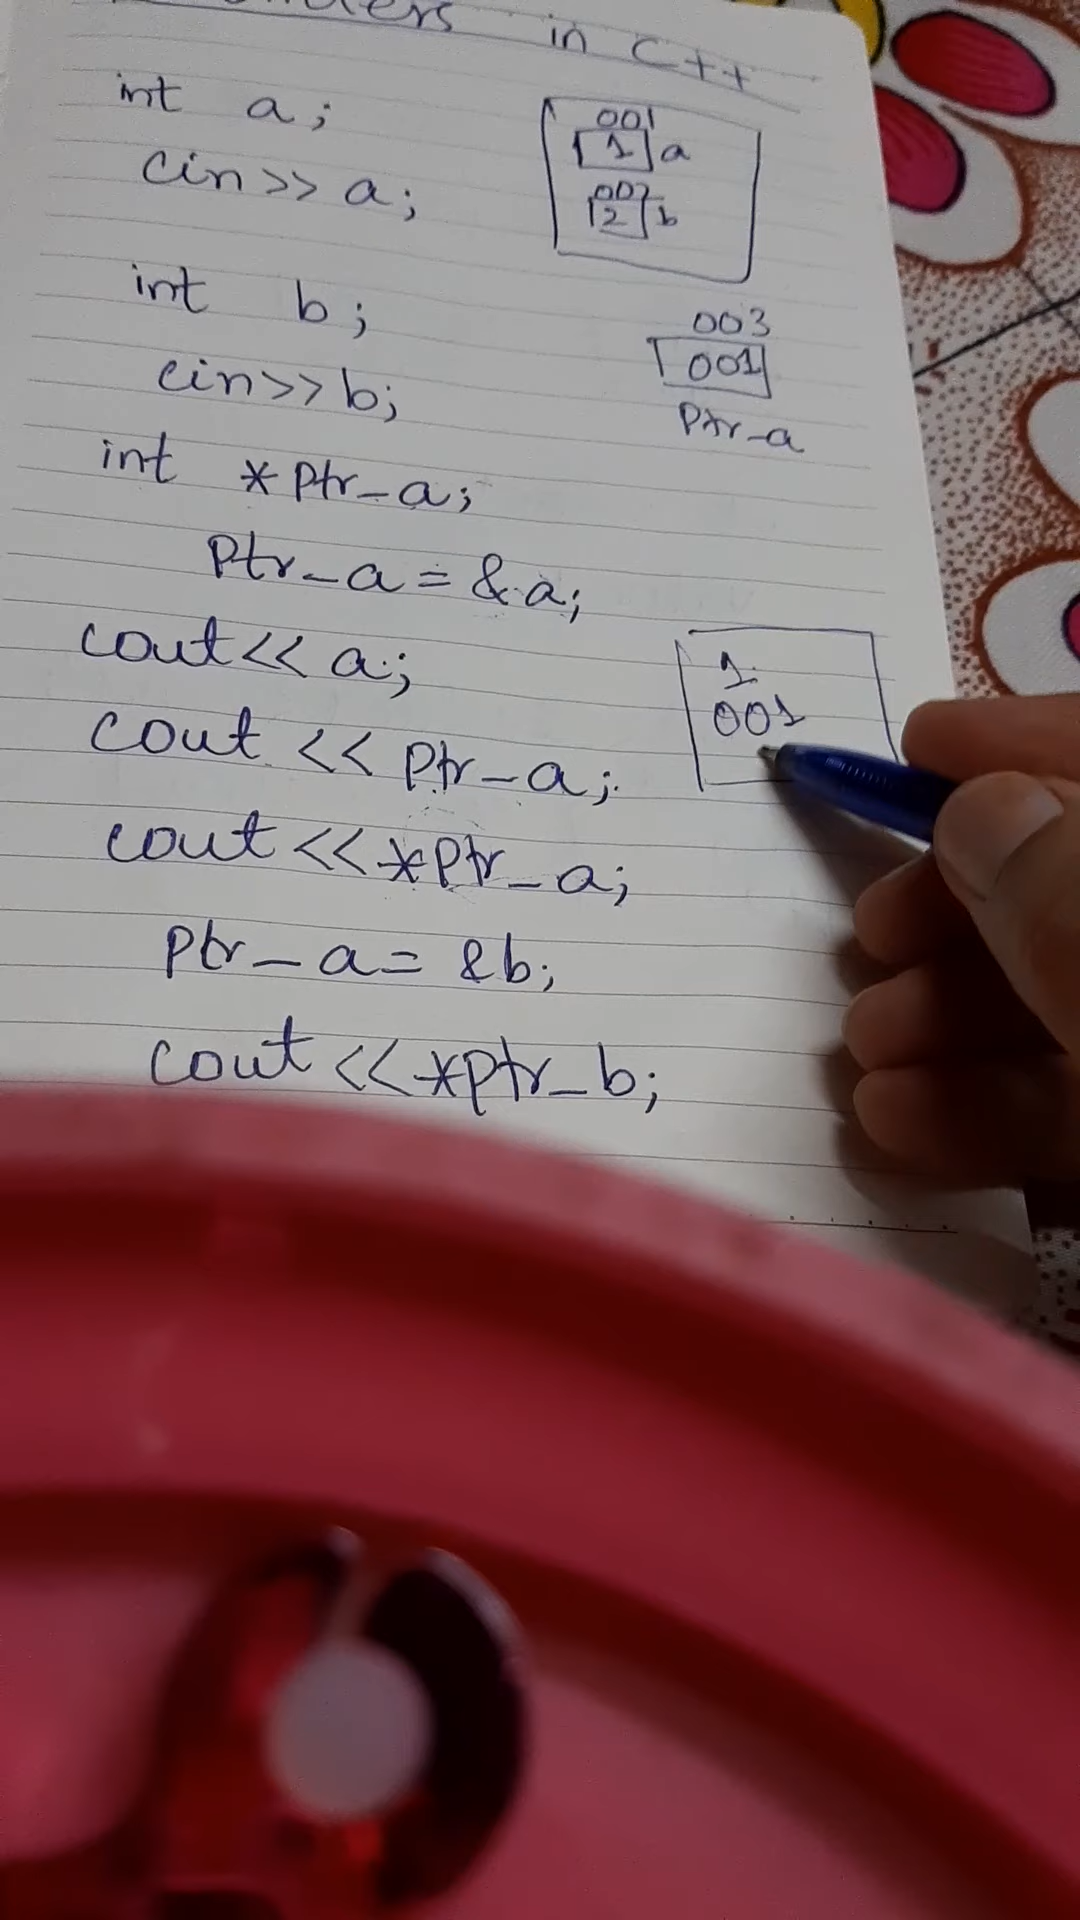 in C++
int a;
cin>> a;
int b;
cin>> b;
int *ptr_a;
Ptr_a = &a;
cout<< a;
cout << Ptr_a;
cout <<*Ptr_a;
Ptr_a = &b;
cout <<*ptr_b;
001
1 a
002
2 b
003
001
Ptr_a
1
001